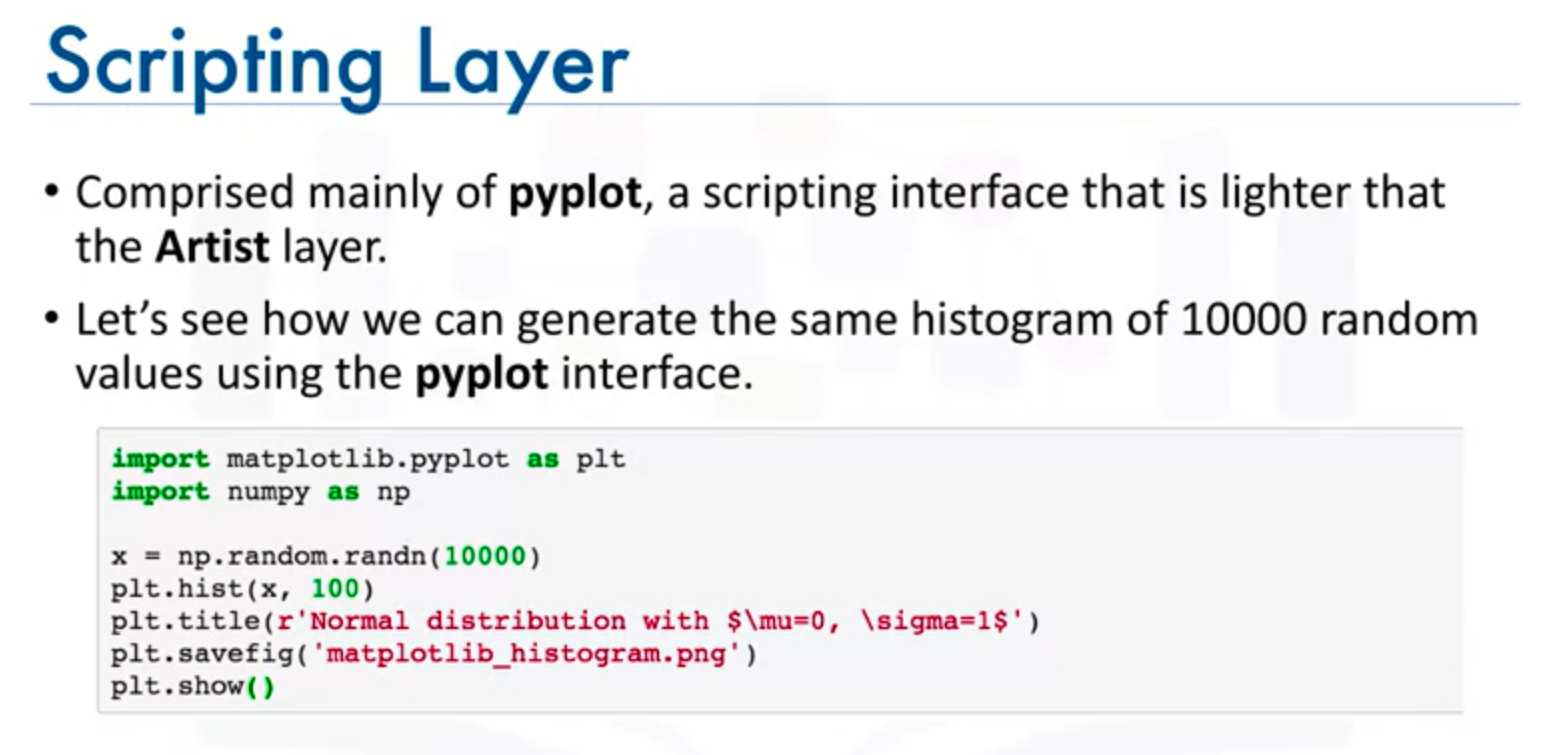 Scripting Layer
• Comprised mainly of pyplot, a scripting interface that is lighter that
the Artist layer.
• Let’s see how we can generate the same histogram of 10000 random
values using the pyplot interface.
import matplotlib.pyplot as plt
import numpy as np
x = np.random.randn(10000)
plt.hist(x, 100)
plt.title(r'Normal distribution with $\mu=0, \sigma=1$')
plt.savefig('matplotlib_histogram.png')
plt.show()